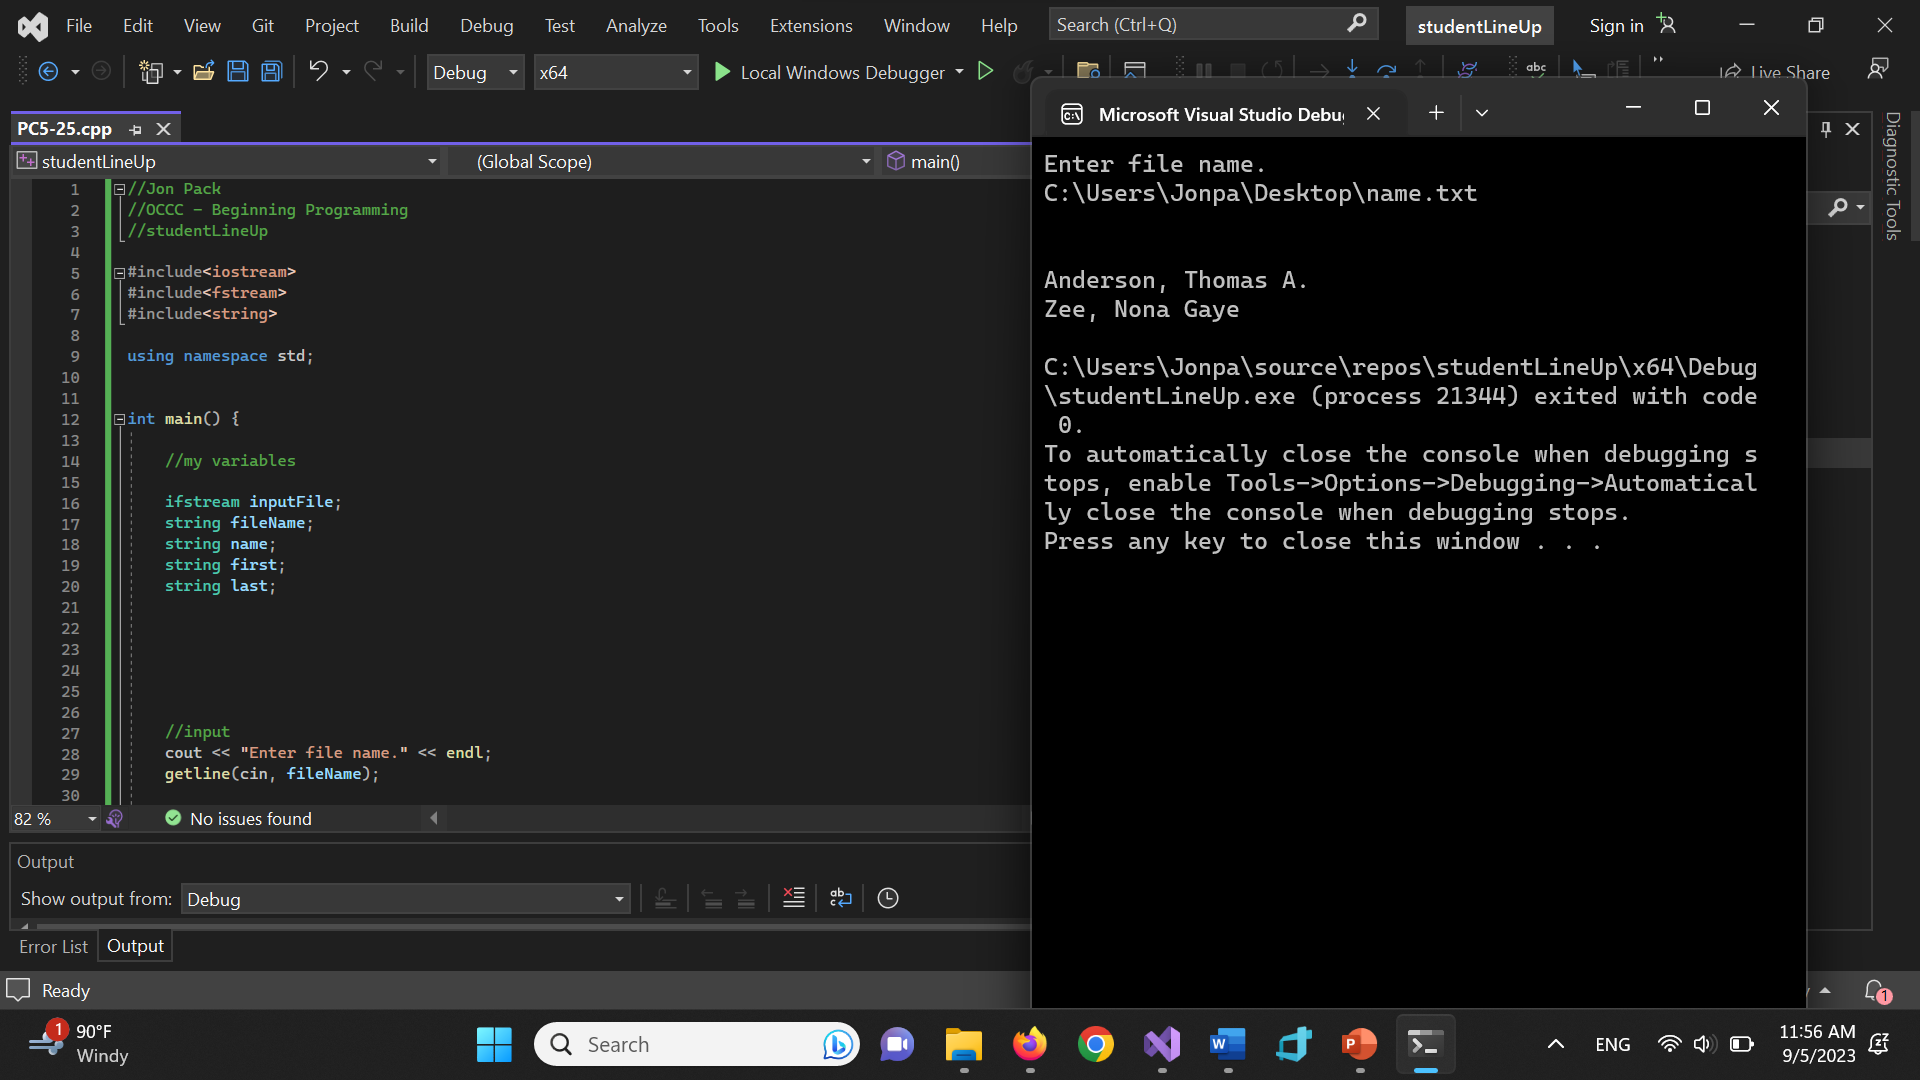 File Edit View Git Project Build Debug Test Analyze Tools Extensions Window Help Search (Ctrl+Q) studentLineUp Sign in
Debug x64 Local Windows Debugger Live Share
PC5-25.cpp
studentLineUp (Global Scope) main()
1 //Jon Pack
2 //OCCC - Beginning Programming
3 //studentLineUp
4
5 #include<iostream>
6 #include<fstream>
7 #include<string>
8
9 using namespace std;
10
11
12 int main() {
13
14 //my variables
15
16 ifstream inputFile;
17 string fileName;
18 string name;
19 string first;
20 string last;
21
22
23
24
25
26
27 //input
28 cout << "Enter file name." << endl;
29 getline(cin, fileName);
30
82 % No issues found
Output
Show output from: Debug
Error List Output
Ready
Microsoft Visual Studio Debu
Enter file name.
C:\Users\Jonpa\Desktop\name.txt
Anderson, Thomas A.
Zee, Nona Gaye
C:\Users\Jonpa\source\repos\studentLineUp\x64\Debug
\studentLineUp.exe (process 21344) exited with code
0.
To automatically close the console when debugging s
tops, enable Tools->Options->Debugging->Automatical
ly close the console when debugging stops.
Press any key to close this window . . .
Diagnostic Tools
1
1
90°F
Windy
Search
ENG
11:56 AM
9/5/2023